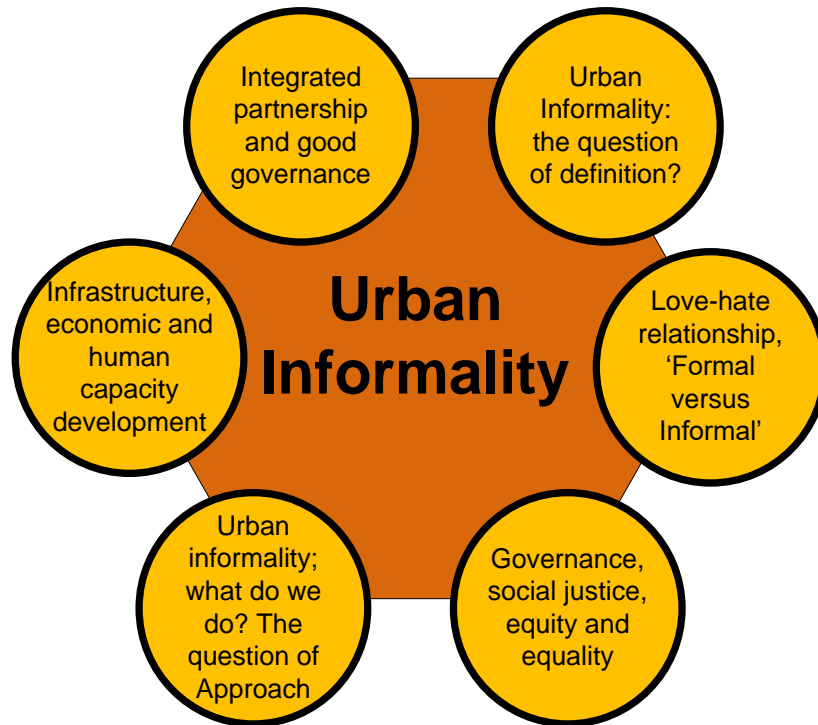 Integrated
partnership
and good
governance
Urban
Informality:
the question
of definition?
Infrastructure,
economic and
human
capacity
development
Urban
Informality
Love-hate
relationship,
‘Formal
versus
Informal’
Urban
informality;
what do we
do? The
question of
Approach
Governance,
social justice,
equity and
equality